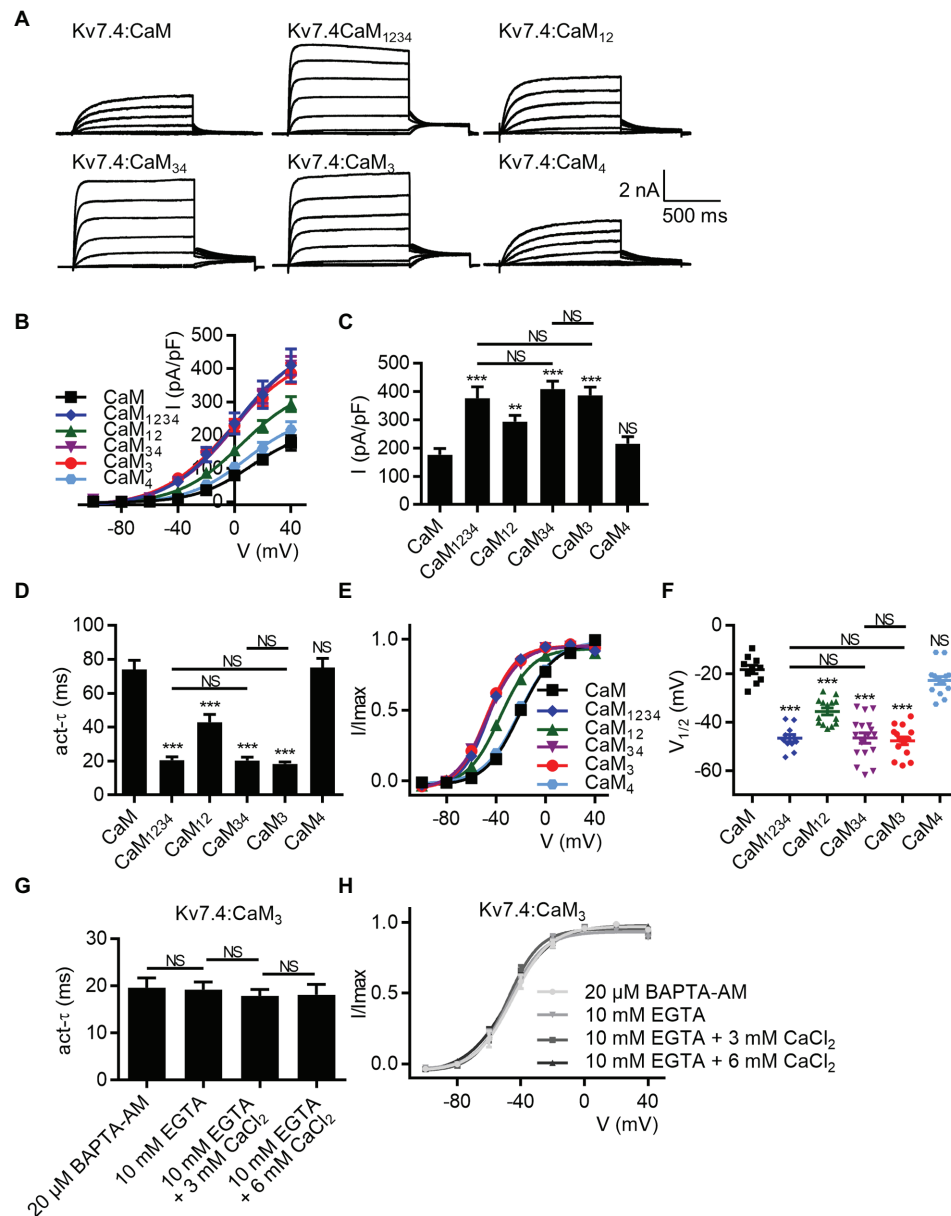 A
Kv7.4:CaM
Kv7.4CaM1234
Kv7.4:CaM12
Kv7.4:CaM34
Kv7.4:CaM3
Kv7.4:CaM4
2 nA
500 ms
B
I (pA/pF)
500
400
300
200
100
0
-80
-40
0
40
V (mV)
CaM
CaM1234
CaM12
CaM34
CaM3
CaM4
C
I (pA/pF)
500
400
300
200
100
0
NS
NS
NS
***
**
***
***
NS
CaM
CaM1234
CaM12
CaM34
CaM3
CaM4
D
act-τ (ms)
100
80
60
40
20
0
NS
NS
NS
***
***
***
***
NS
CaM
CaM1234
CaM12
CaM34
CaM3
CaM4
E
I/Imax
1.0
0.5
0.0
-80
-40
0
40
V (mV)
CaM
CaM1234
CaM12
CaM34
CaM3
CaM4
F
V1/2 (mV)
-0
-20
-40
-60
NS
NS
NS
***
***
***
***
NS
CaM
CaM1234
CaM12
CaM34
CaM3
CaM4
G
Kv7.4:CaM3
act-τ (ms)
30
20
10
0
NS
NS
NS
20 µM BAPTA-AM
10 mM EGTA
10 mM EGTA
+ 3 mM CaCl2
10 mM EGTA
+ 6 mM CaCl2
H
Kv7.4:CaM3
I/Imax
1.0
0.5
0.0
-80
-40
0
40
V (mV)
20 µM BAPTA-AM
10 mM EGTA
10 mM EGTA + 3 mM CaCl2
10 mM EGTA + 6 mM CaCl2